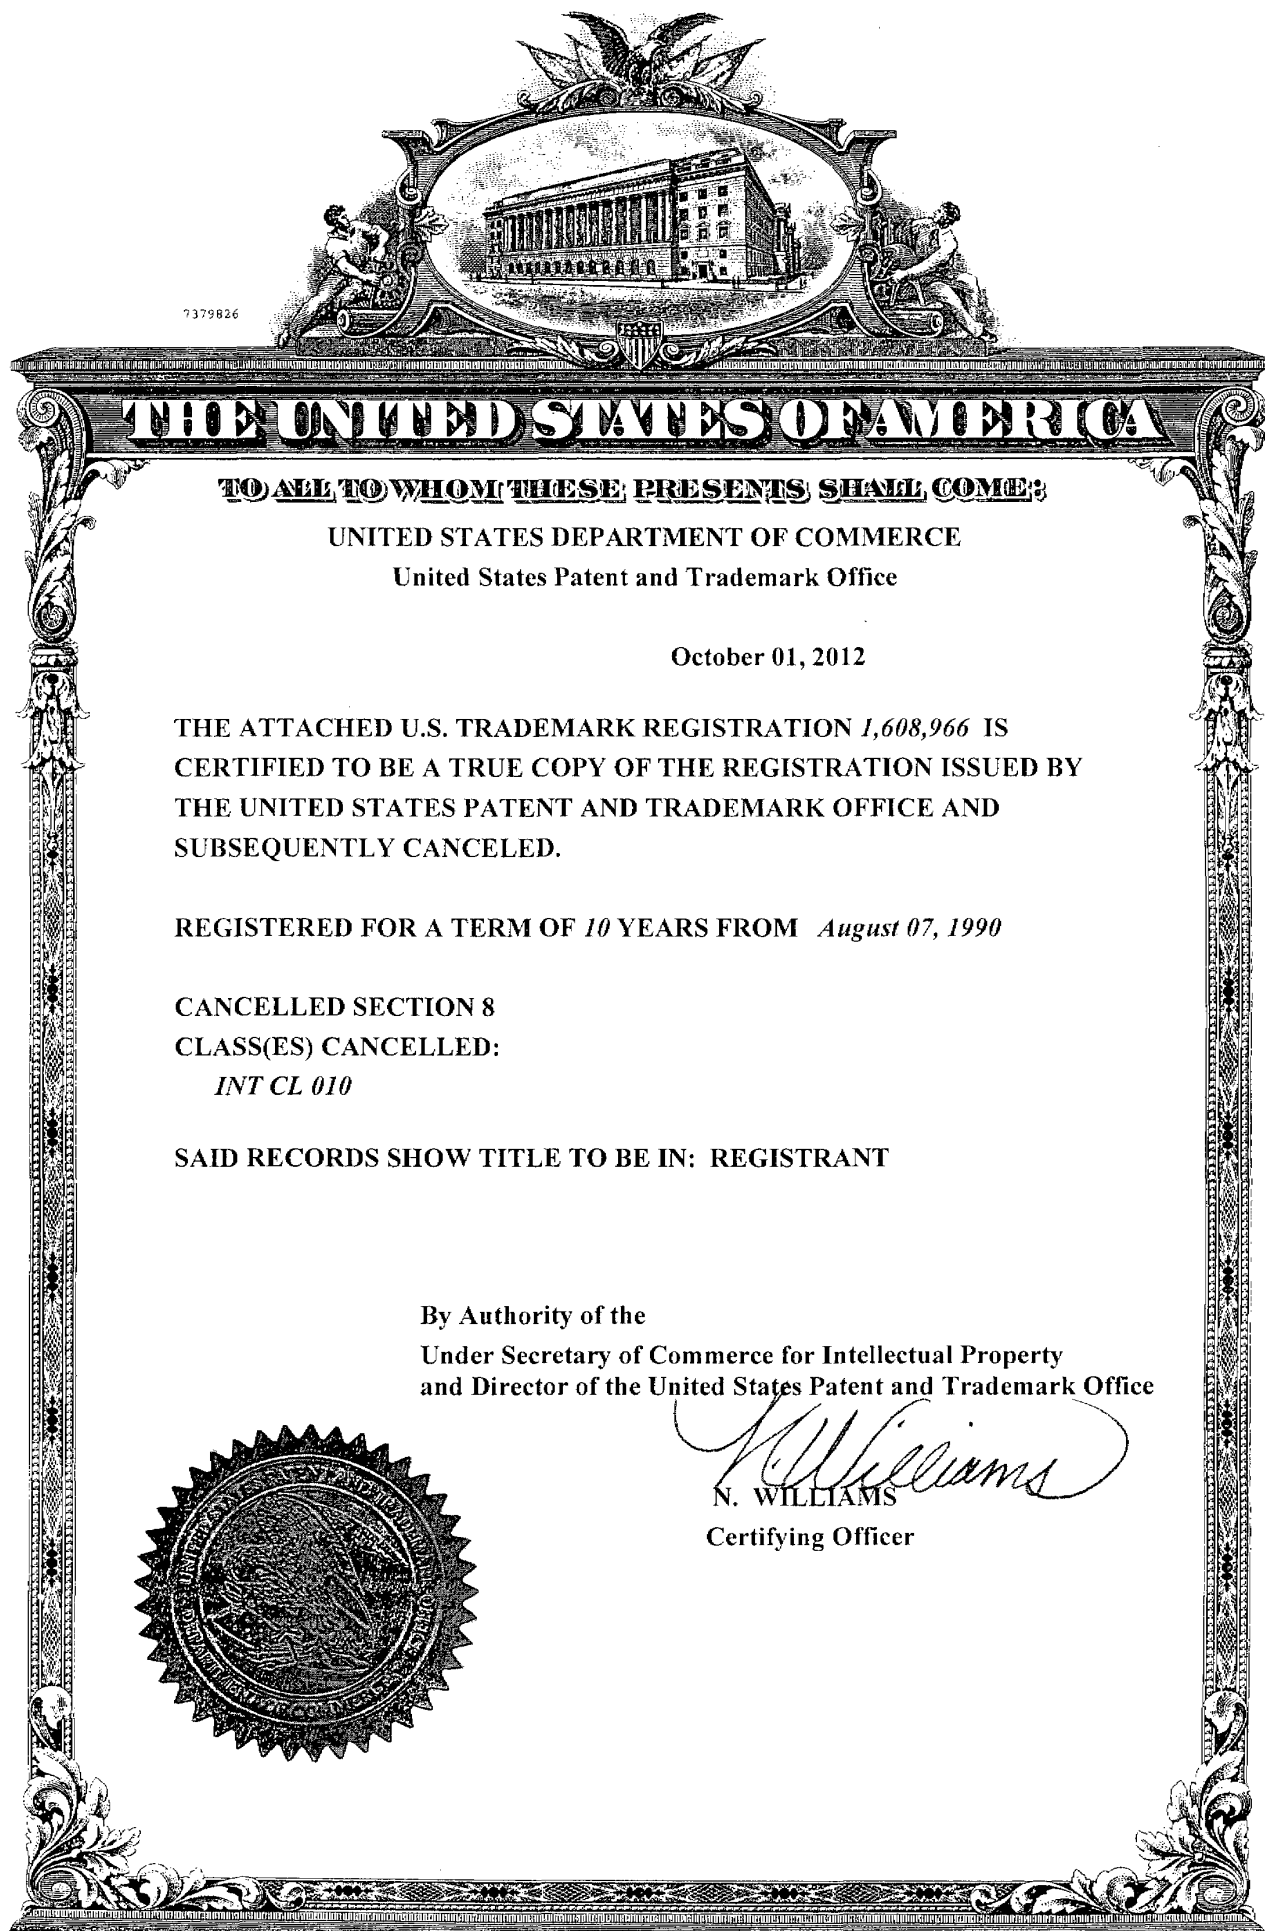 7379826
THE UNITED STATES OF AMERICA
TO ALL TO WHOM THESE PRESENTS SHALL COME:
UNITED STATES DEPARTMENT OF COMMERCE
United States Patent and Trademark Office
October 01, 2012
THE ATTACHED U.S. TRADEMARK REGISTRATION 1,608,966 IS
CERTIFIED TO BE A TRUE COPY OF THE REGISTRATION ISSUED BY
THE UNITED STATES PATENT AND TRADEMARK OFFICE AND
SUBSEQUENTLY CANCELED.
REGISTERED FOR A TERM OF 10 YEARS FROM August 07, 1990
CANCELLED SECTION 8
CLASS(ES) CANCELLED:
INT CL 010
SAID RECORDS SHOW TITLE TO BE IN: REGISTRANT
By Authority of the
Under Secretary of Commerce for Intellectual Property
and Director of the United States Patent and Trademark Office
N. Williams
N. WILLIAMS
Certifying Officer